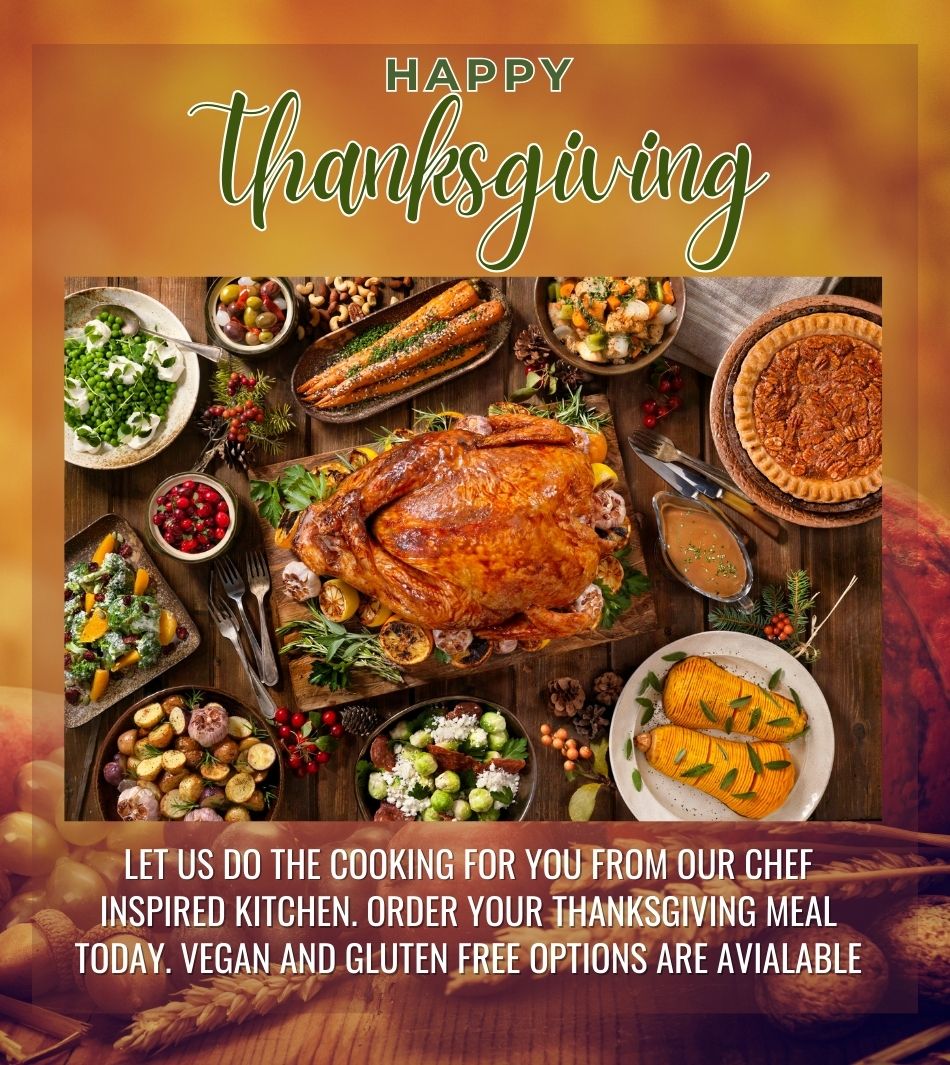 HAPPY
Thanksgiving
LET US DO THE COOKING FOR YOU FROM OUR CHEF
INSPIRED KITCHEN. ORDER YOUR THANKSGIVING MEAL
TODAY. VEGAN AND GLUTEN FREE OPTIONS ARE AVIALABLE